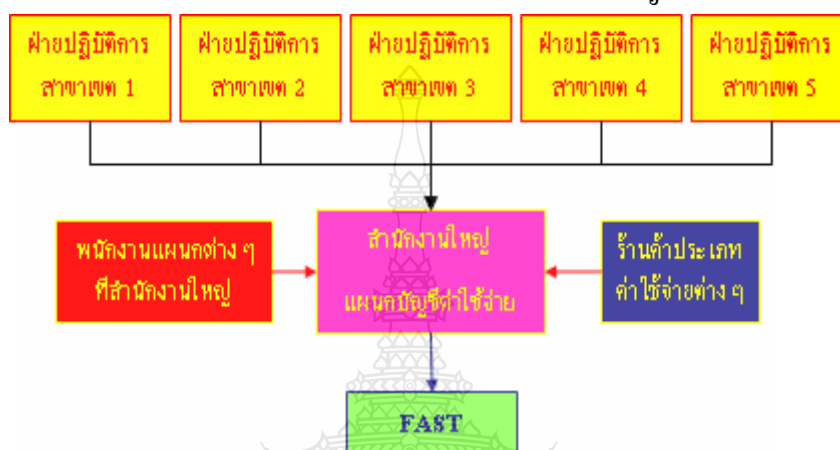 ฝ่ายปฏิบัติการ
สาขาเขต 1
ฝ่ายปฏิบัติการ
สาขาเขต 2
ฝ่ายปฏิบัติการ
สาขาเขต 3
ฝ่ายปฏิบัติการ
สาขาเขต 4
ฝ่ายปฏิบัติการ
สาขาเขต 5
พนักงานแผนกต่าง ๆ
ที่สำนักงานใหญ่
สำนักงานใหญ่
แผนกบัญชีค่าใช้จ่าย
ร้านค้าประเภท
ค่าใช้จ่ายต่าง ๆ
FAST